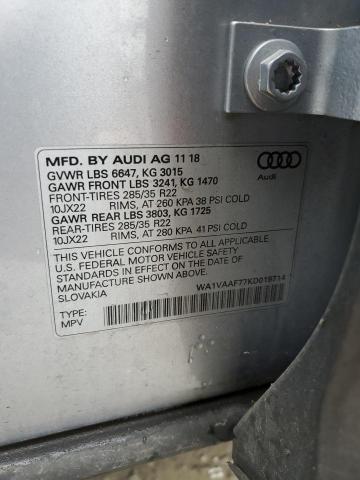 MFD. BY AUDI AG 11 18
GVWR LBS 6647, KG 3015
GAWR FRONT LBS 3241, KG 1470
FRONT-TIRES 285/35 R22
10JX22 RIMS, AT 260 KPA 38 PSI COLD
GAWR REAR LBS 3803, KG 1725
REAR-TIRES 285/35 R22
10JX22 RIMS, AT 280 KPA 41 PSI COLD
Audi
THIS VEHICLE CONFORMS TO ALL APPLICABLE
U.S. FEDERAL MOTOR VEHICLE SAFETY
STANDARDS IN EFFECT ON THE DATE OF
MANUFACTURE SHOWN ABOVE.
SLOVAKIA
WA1VAAF77KD019714
TYPE:
MPV